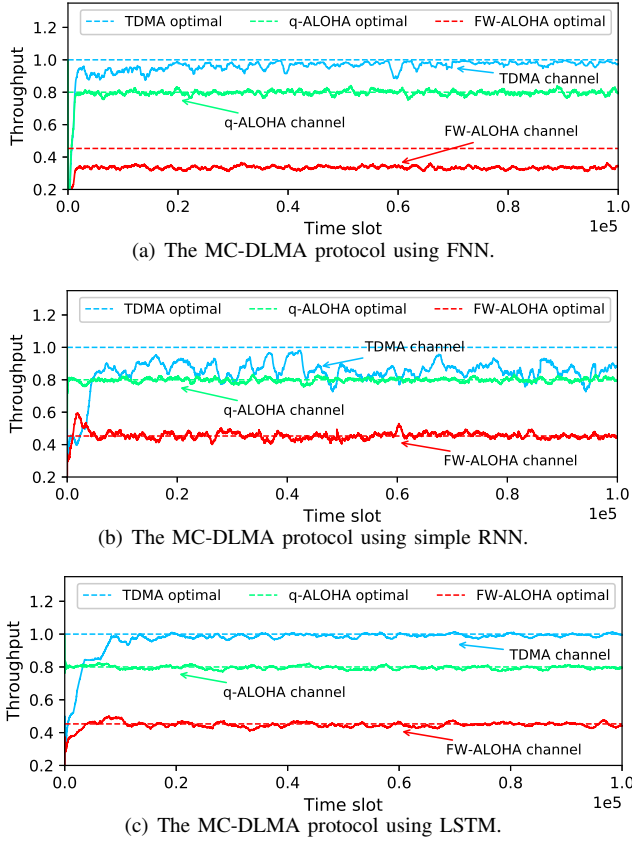 TDMA optimal q-ALOHA optimal FW-ALOHA optimal
1.2
1.0
0.8
0.6
0.4
0.2
Throughput
TDMA channel
q-ALOHA channel
FW-ALOHA channel
0.0 0.2 0.4 0.6 0.8 1.0
Time slot
1e5
(a) The MC-DLMA protocol using FNN.
TDMA optimal q-ALOHA optimal FW-ALOHA optimal
1.2
1.0
0.8
0.6
0.4
0.2
Throughput
TDMA channel
q-ALOHA channel
FW-ALOHA channel
0.0 0.2 0.4 0.6 0.8 1.0
Time slot
1e5
(b) The MC-DLMA protocol using simple RNN.
TDMA optimal q-ALOHA optimal FW-ALOHA optimal
1.2
1.0
0.8
0.6
0.4
0.2
Throughput
TDMA channel
q-ALOHA channel
FW-ALOHA channel
0.0 0.2 0.4 0.6 0.8 1.0
Time slot
1e5
(c) The MC-DLMA protocol using LSTM.